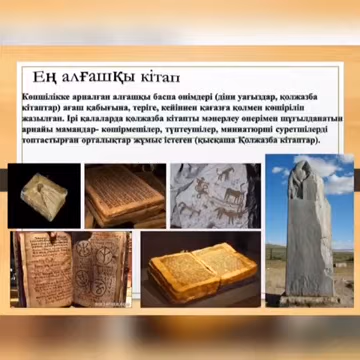 Ең алғашқы кітап
Көпшілікке арналған алғашқы баспа өнімдері (діни уағыздар, қолжазба
кітаптар) ағаш қабығына, теріге, кейіннен қағазға қолмен көшіріліп
жазылған. Ірі қалаларда қолжазба кітапты мәнерлеу өнерімен шұғылданатын
арнайы мамандар- көшірмешілер, түптеушілер, миниатюрші суретшілерді
топтастырған орталықтар жұмыс істеген (қысқаша Қолжазба кітаптар).